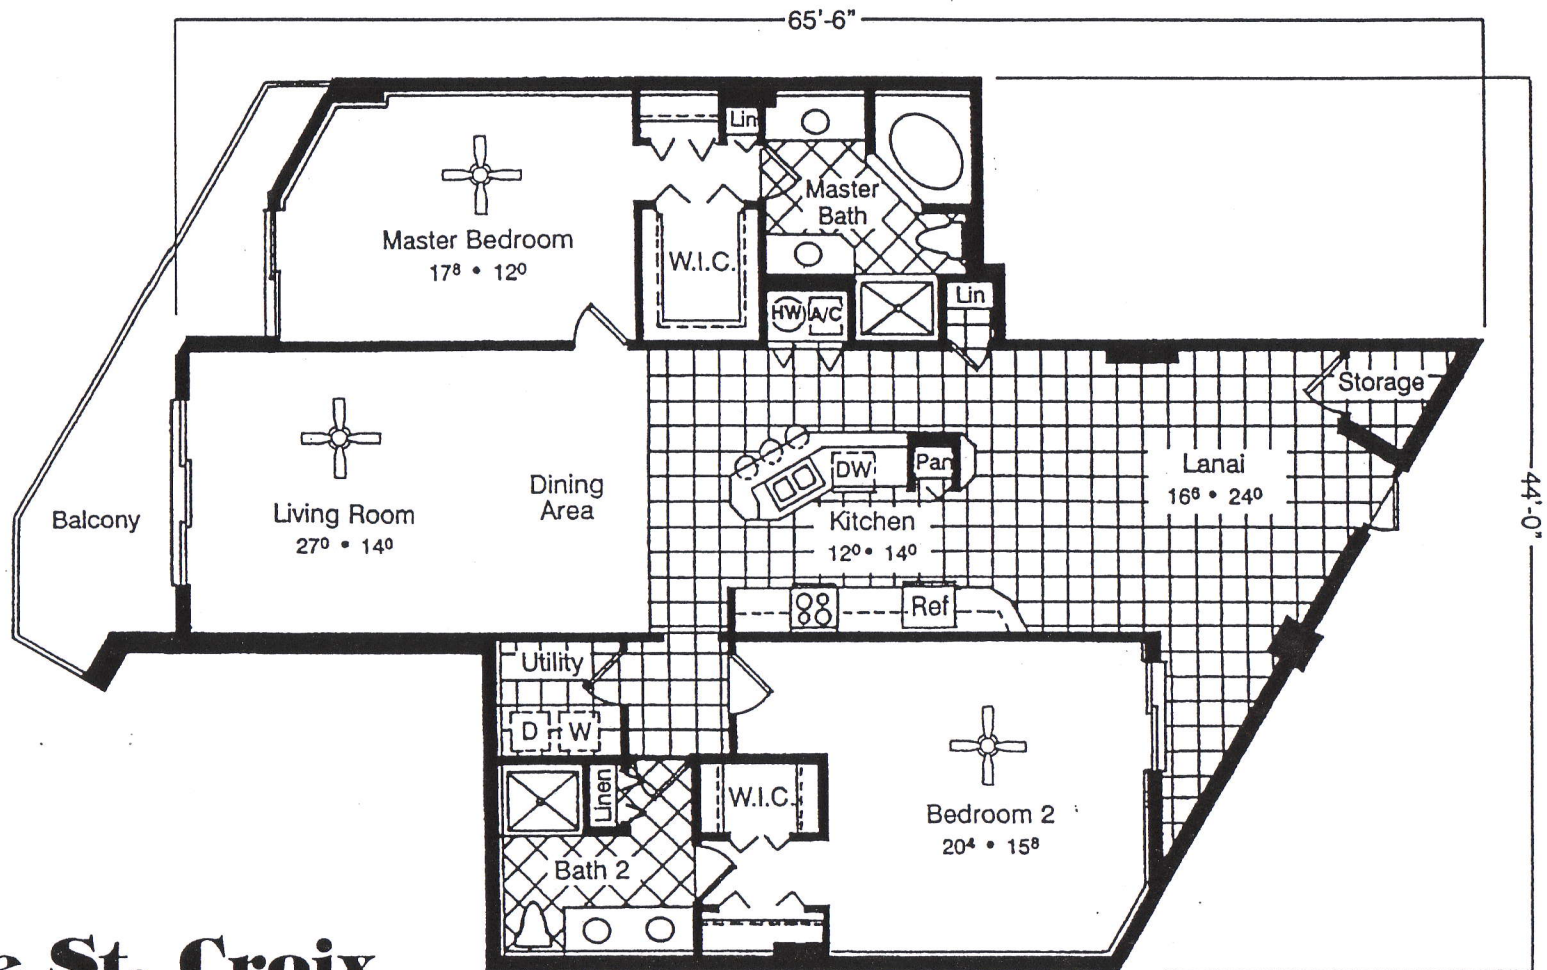 65'-6"
Lin
Master
Bath
Master Bedroom
17⁸ • 12⁰
W.I.C.
HW
A/C
Lin
Storage
Lanai
16⁶ • 24⁰
44'-0"
DW
Pan
Dining
Area
Living Room
27⁰ • 14⁰
Balcony
Kitchen
12⁰ • 14⁰
Ref
Utility
D
W
Linen
W.I.C.
Bedroom 2
20⁴ • 15⁸
Bath 2
St. Croix